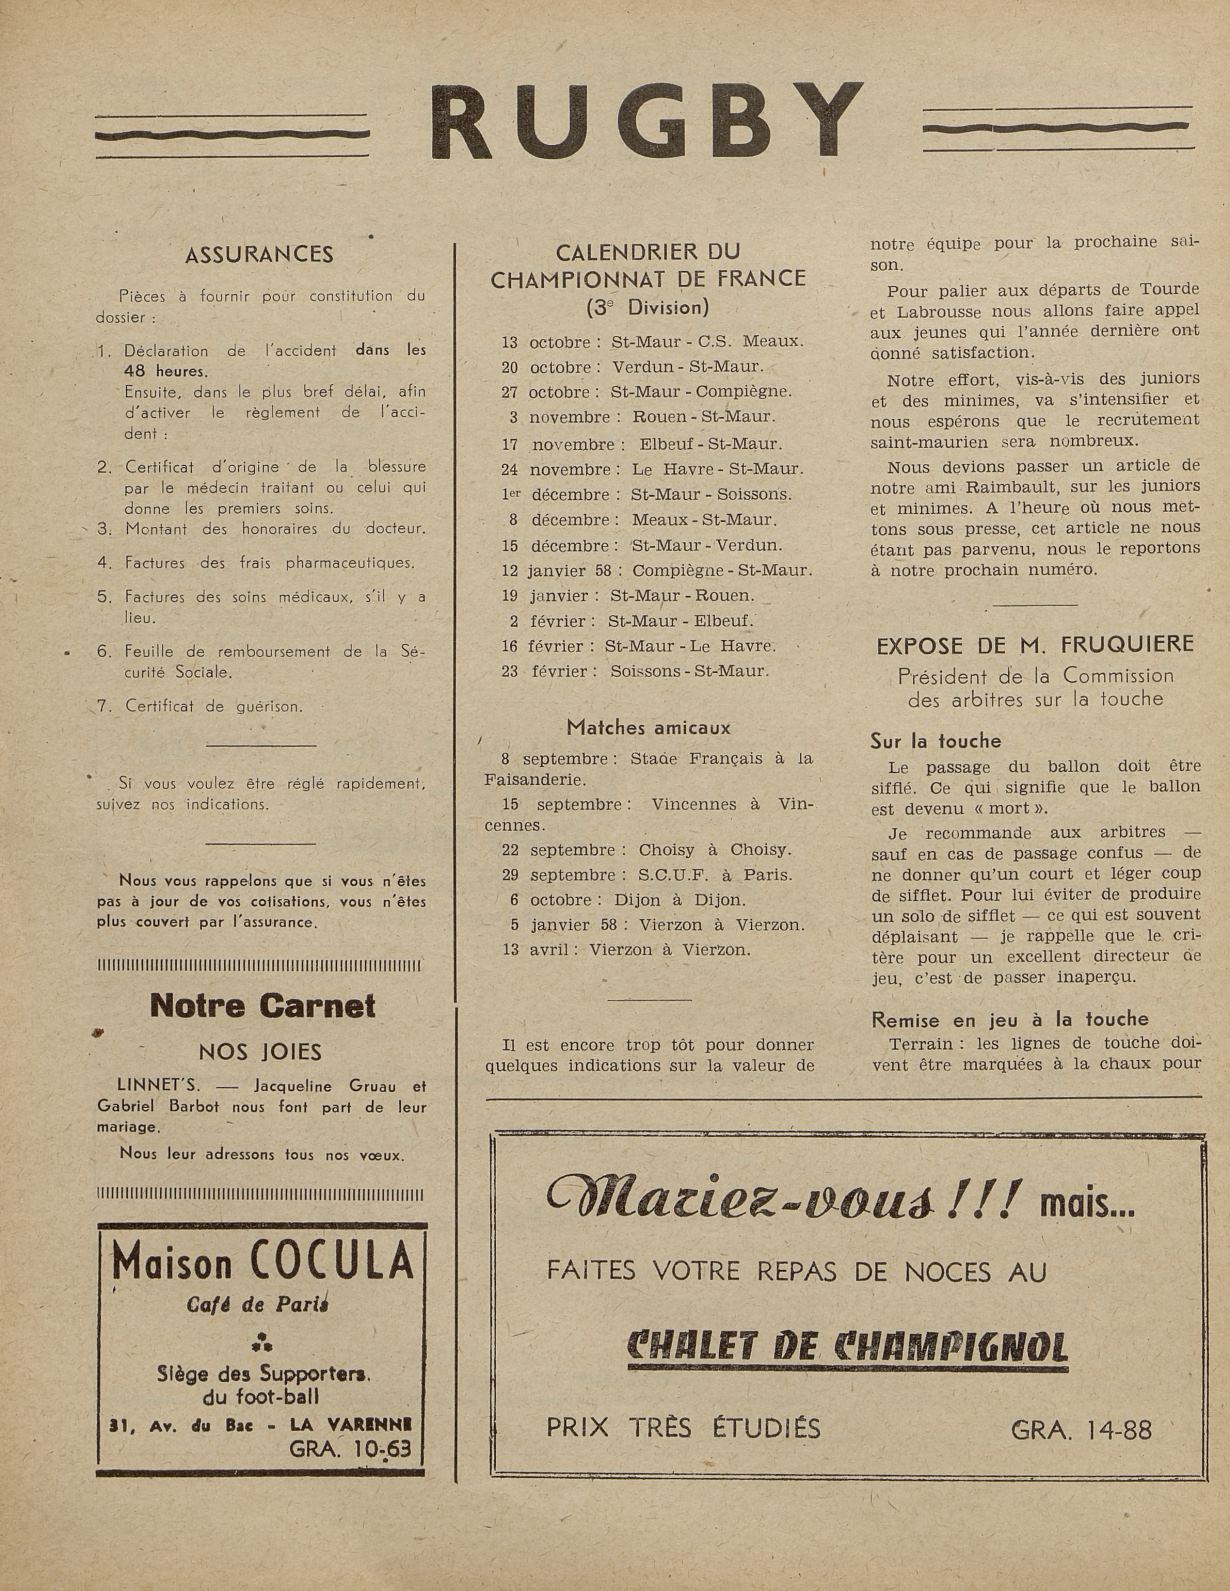 RUGBY
ASSURANCES
Pièces à fournir pour constitution du
dossier :
1. Déclaration de l'accident dans les
48 heures.
Ensuite, dans le plus bref délai, afin
d'activer le règlement de l'acci-
dent :
2. Certificat d'origine de la blessure
par le médecin traitant ou celui qui
donne les premiers soins.
3. Montant des honoraires du docteur.
4. Factures des frais pharmaceutiques.
5. Factures des soins médicaux, s'il y a
lieu.
6. Feuille de remboursement de la Sé-
curité Sociale.
7. Certificat de guérison.
Si vous voulez être réglé rapidement,
suivez nos indications.
Nous vous rappelons que si vous n'êtes
pas à jour de vos cotisations, vous n'êtes
plus couvert par l'assurance.
Notre Carnet
NOS JOIES
LINNET'S. — Jacqueline Gruau et
Gabriel Barbot nous font part de leur
mariage.
Nous leur adressons tous nos vœux.
Maison COCULA
Café de Paris
Siège des Supporters.
du foot-ball
31, Av. du Bac - LA VARENNE
GRA. 10-63
CALENDRIER DU
CHAMPIONNAT DE FRANCE
(3e Division)
13 octobre : St-Maur - C.S. Meaux.
20 octobre : Verdun - St-Maur.
27 octobre : St-Maur - Compiègne.
3 novembre : Rouen - St-Maur.
17 novembre : Elbeuf - St-Maur.
24 novembre : Le Havre - St-Maur.
1er décembre : St-Maur - Soissons.
8 décembre : Meaux - St-Maur.
15 décembre : St-Maur - Verdun.
12 janvier 58 : Compiègne - St-Maur.
19 janvier : St-Maur - Rouen.
2 février : St-Maur - Elbeuf.
16 février : St-Maur - Le Havre.
23 février : Soissons - St-Maur.
Matches amicaux
8 septembre : Stade Français à la
Faisanderie.
15 septembre : Vincennes à Vin-
cennes.
22 septembre : Choisy à Choisy.
29 septembre : S.C.U.F. à Paris.
6 octobre : Dijon à Dijon.
5 janvier 58 : Vierzon à Vierzon.
13 avril : Vierzon à Vierzon.
Il est encore trop tôt pour donner
quelques indications sur la valeur de
notre équipe pour la prochaine sai-
son.
Pour palier aux départs de Tourde
et Labrousse nous allons faire appel
aux jeunes qui l'année dernière ont
donné satisfaction.
Notre effort, vis-à-vis des juniors
et des minimes, va s'intensifier et
nous espérons que le recrutement
saint-maurien sera nombreux.
Nous devions passer un article de
notre ami Raimbault, sur les juniors
et minimes. A l'heure où nous met-
tons sous presse, cet article ne nous
étant pas parvenu, nous le reportons
à notre prochain numéro.
EXPOSE DE M. FRUQUIERE
Président de la Commission
des arbitres sur la touche
Sur la touche
Le passage du ballon doit être
sifflé. Ce qui signifie que le ballon
est devenu « mort ».
Je recommande aux arbitres —
sauf en cas de passage confus — de
ne donner qu'un court et léger coup
de sifflet. Pour lui éviter de produire
un solo de sifflet — ce qui est souvent
déplaisant — je rappelle que le cri-
tère pour un excellent directeur de
jeu, c'est de passer inaperçu.
Remise en jeu à la touche
Terrain : les lignes de touche doi-
vent être marquées à la chaux pour
Mariez-vous !!! mais...
FAITES VOTRE REPAS DE NOCES AU
CHALET DE CHAMPIGNOL
PRIX TRÈS ÉTUDIÉS GRA. 14-88